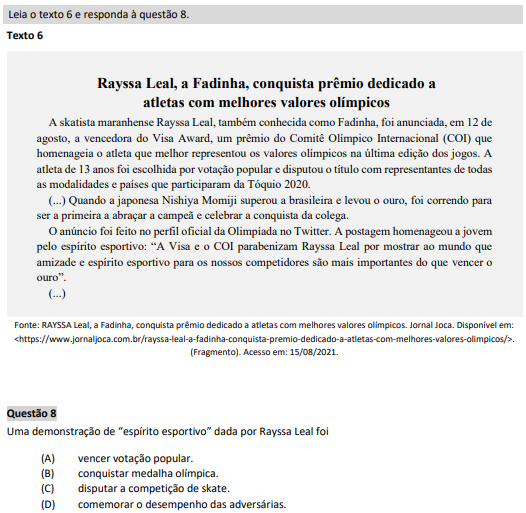 Leia o texto 6 e responda à questão 8.
Texto 6
Rayssa Leal, a Fadinha, conquista prêmio dedicado a
atletas com melhores valores olímpicos
A skatista maranhense Rayssa Leal, também conhecida como Fadinha, foi anunciada, em 12 de
agosto, a vencedora do Visa Award, um prêmio do Comitê Olímpico Internacional (COI) que
homenageia o atleta que melhor representou os valores olímpicos na última edição dos jogos. A
atleta de 13 anos foi escolhida por votação popular e disputou o título com representantes de todas
as modalidades e países que participaram da Tóquio 2020.
(...) Quando a japonesa Nishiya Momiji superou a brasileira e levou o ouro, foi correndo para
ser a primeira a abraçar a campeã e celebrar a conquista da colega.
O anúncio foi feito no perfil oficial da Olimpíada no Twitter. A postagem homenageou a jovem
pelo espírito esportivo: “A Visa e o COI parabenizam Rayssa Leal por mostrar ao mundo que
amizade e espírito esportivo para os nossos competidores são mais importantes do que vencer o
ouro”.
(...)
Fonte: RAYSSA Leal, a Fadinha, conquista prêmio dedicado a atletas com melhores valores olímpicos. Jornal Joca. Disponível em:
<https://www.jornaljoca.com.br/rayssa-leal-a-fadinha-conquista-premio-dedicado-a-atletas-com-melhores-valores-olimpicos/>.
(Fragmento). Acesso em: 15/08/2021.
Questão 8
Uma demonstração de “espírito esportivo” dada por Rayssa Leal foi
(A) vencer votação popular.
(B) conquistar medalha olímpica.
(C) disputar a competição de skate.
(D) comemorar o desempenho das adversárias.